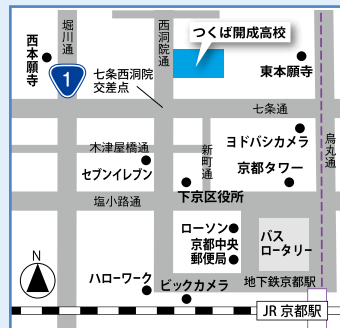 堀川通
西洞院通
つくば開成高校
西本願寺
1
七条西洞院
交差点
東本願寺
七条通
ヨドバシカメラ
烏丸通
木津屋橋通
新町通
セブンイレブン
京都タワー
下京区役所
塩小路通
ローソン
京都中央
郵便局
バス
ロータリー
N
ハローワーク
ビックカメラ
地下鉄京都駅
JR 京都駅